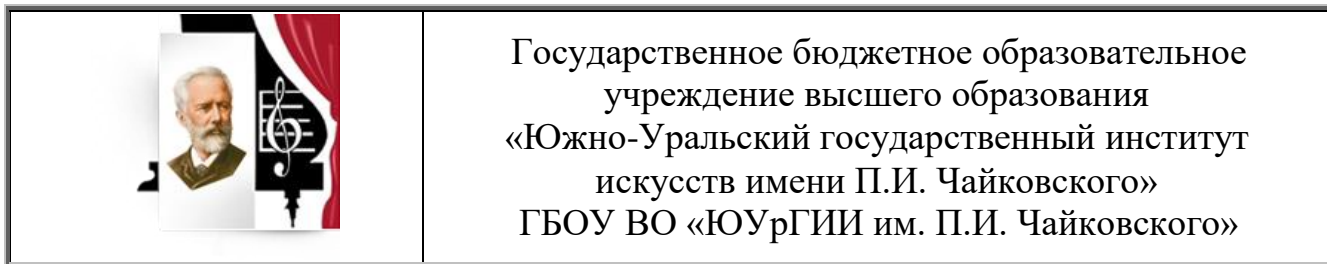 Государственное бюджетное образовательное
учреждение высшего образования
«Южно-Уральский государственный институт
искусств имени П.И. Чайковского»
ГБОУ ВО «ЮУрГИИ им. П.И. Чайковского»